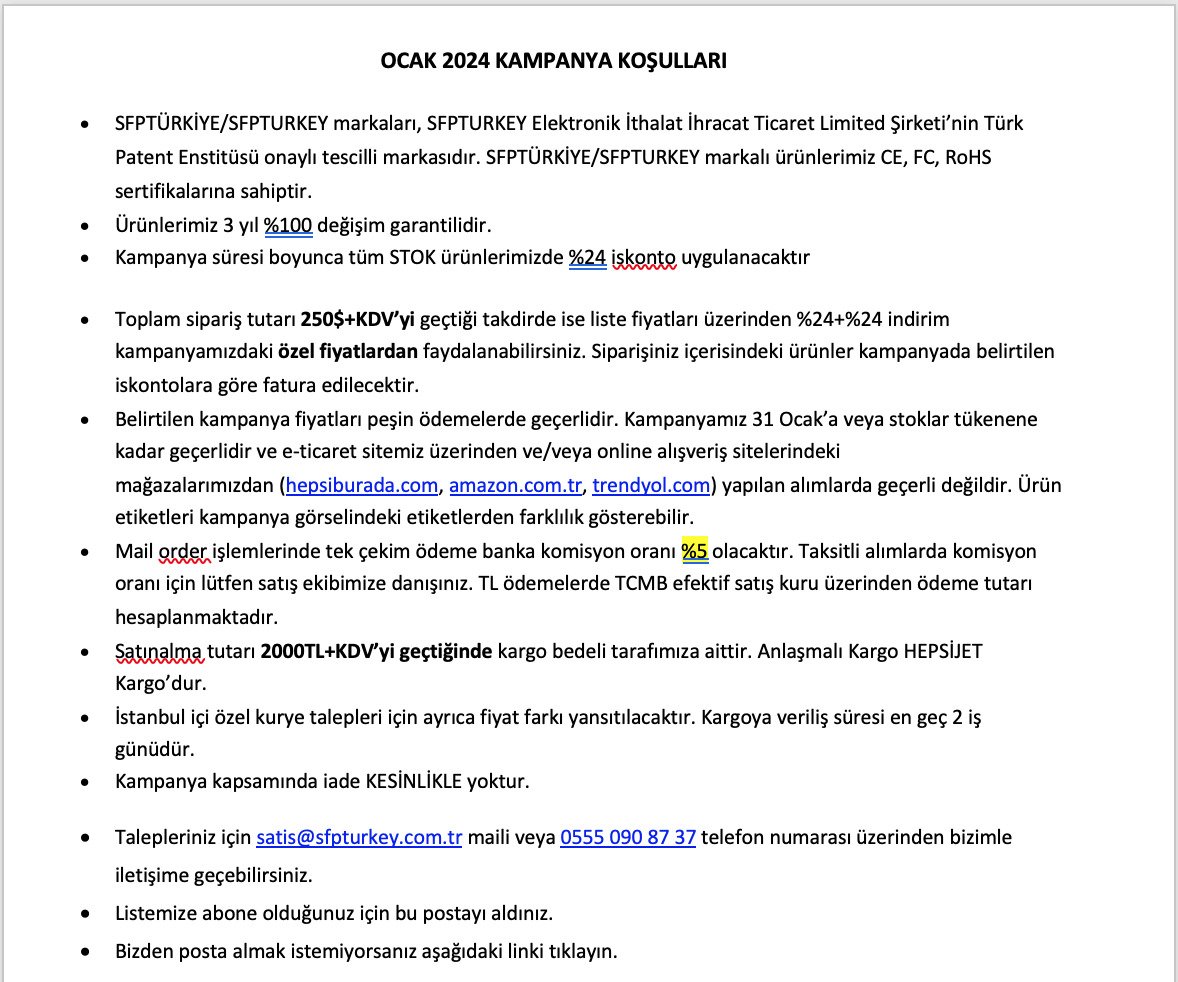 OCAK 2024 KAMPANYA KOŞULLARI
• SFPTÜRKİYE/SFPTURKEY markaları, SFPTURKEY Elektronik İthalat İhracat Ticaret Limited Şirketi’nin Türk
Patent Enstitüsü onaylı tescilli markasıdır. SFPTÜRKİYE/SFPTURKEY markalı ürünlerimiz CE, FC, RoHS
sertifikalarına sahiptir.
• Ürünlerimiz 3 yıl %100 değişim garantilidir.
• Kampanya süresi boyunca tüm STOK ürünlerimizde %24 iskonto uygulanacaktır
• Toplam sipariş tutarı 250$+KDV’yi geçtiği takdirde ise liste fiyatları üzerinden %24+%24 indirim
kampanyamızdaki özel fiyatlardan faydalanabilirsiniz. Siparişiniz içerisindeki ürünler kampanyada belirtilen
iskontolara göre fatura edilecektir.
• Belirtilen kampanya fiyatları peşin ödemelerde geçerlidir. Kampanyamız 31 Ocak’a veya stoklar tükenene
kadar geçerlidir ve e-ticaret sitemiz üzerinden ve/veya online alışveriş sitelerindeki
mağazalarımızdan (hepsiburada.com, amazon.com.tr, trendyol.com) yapılan alımlarda geçerli değildir. Ürün
etiketleri kampanya görselindeki etiketlerden farklılık gösterebilir.
• Mail order işlemlerinde tek çekim ödeme banka komisyon oranı %5 olacaktır. Taksitli alımlarda komisyon
oranı için lütfen satış ekibimize danışınız. TL ödemelerde TCMB efektif satış kuru üzerinden ödeme tutarı
hesaplanmaktadır.
• Satınalma tutarı 2000TL+KDV’yi geçtiğinde kargo bedeli tarafımıza aittir. Anlaşmalı Kargo HEPSİJET
Kargo’dur.
• İstanbul içi özel kurye talepleri için ayrıca fiyat farkı yansıtılacaktır. Kargoya veriliş süresi en geç 2 iş
günüdür.
• Kampanya kapsamında iade KESİNLİKLE yoktur.
• Talepleriniz için satis@sfpturkey.com.tr maili veya 0555 090 87 37 telefon numarası üzerinden bizimle
iletişime geçebilirsiniz.
• Listemize abone olduğunuz için bu postayı aldınız.
• Bizden posta almak istemiyorsanız aşağıdaki linki tıklayın.